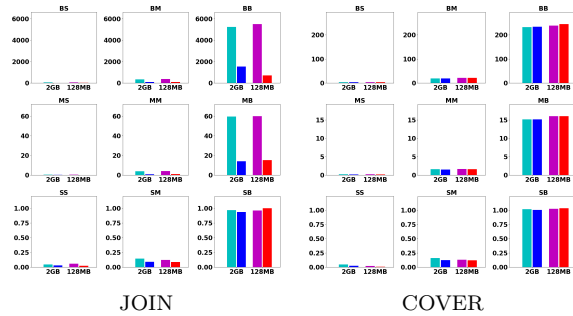 BS BM BB BS BM BB
6000 6000 6000 200 200 200
4000 4000 4000
2000 2000 2000 100 100 100
0 0 0 0 0 0
2GB 128MB 2GB 128MB 2GB 128MB 2GB 128MB 2GB 128MB 2GB 128MB
MS MM MB MS MM MB
60 60 60 15 15 15
40 40 40 10 10 10
20 20 20 5 5 5
0 0 0 0 0 0
2GB 128MB 2GB 128MB 2GB 128MB 2GB 128MB 2GB 128MB 2GB 128MB
SS SM SB SS SM SB
1.00 1.00 1.00 1.00 1.00 1.00
0.75 0.75 0.75 0.75 0.75 0.75
0.50 0.50 0.50 0.50 0.50 0.50
0.25 0.25 0.25 0.25 0.25 0.25
0.00 0.00 0.00 0.00 0.00 0.00
2GB 128MB 2GB 128MB 2GB 128MB 2GB 128MB 2GB 128MB 2GB 128MB
JOIN COVER